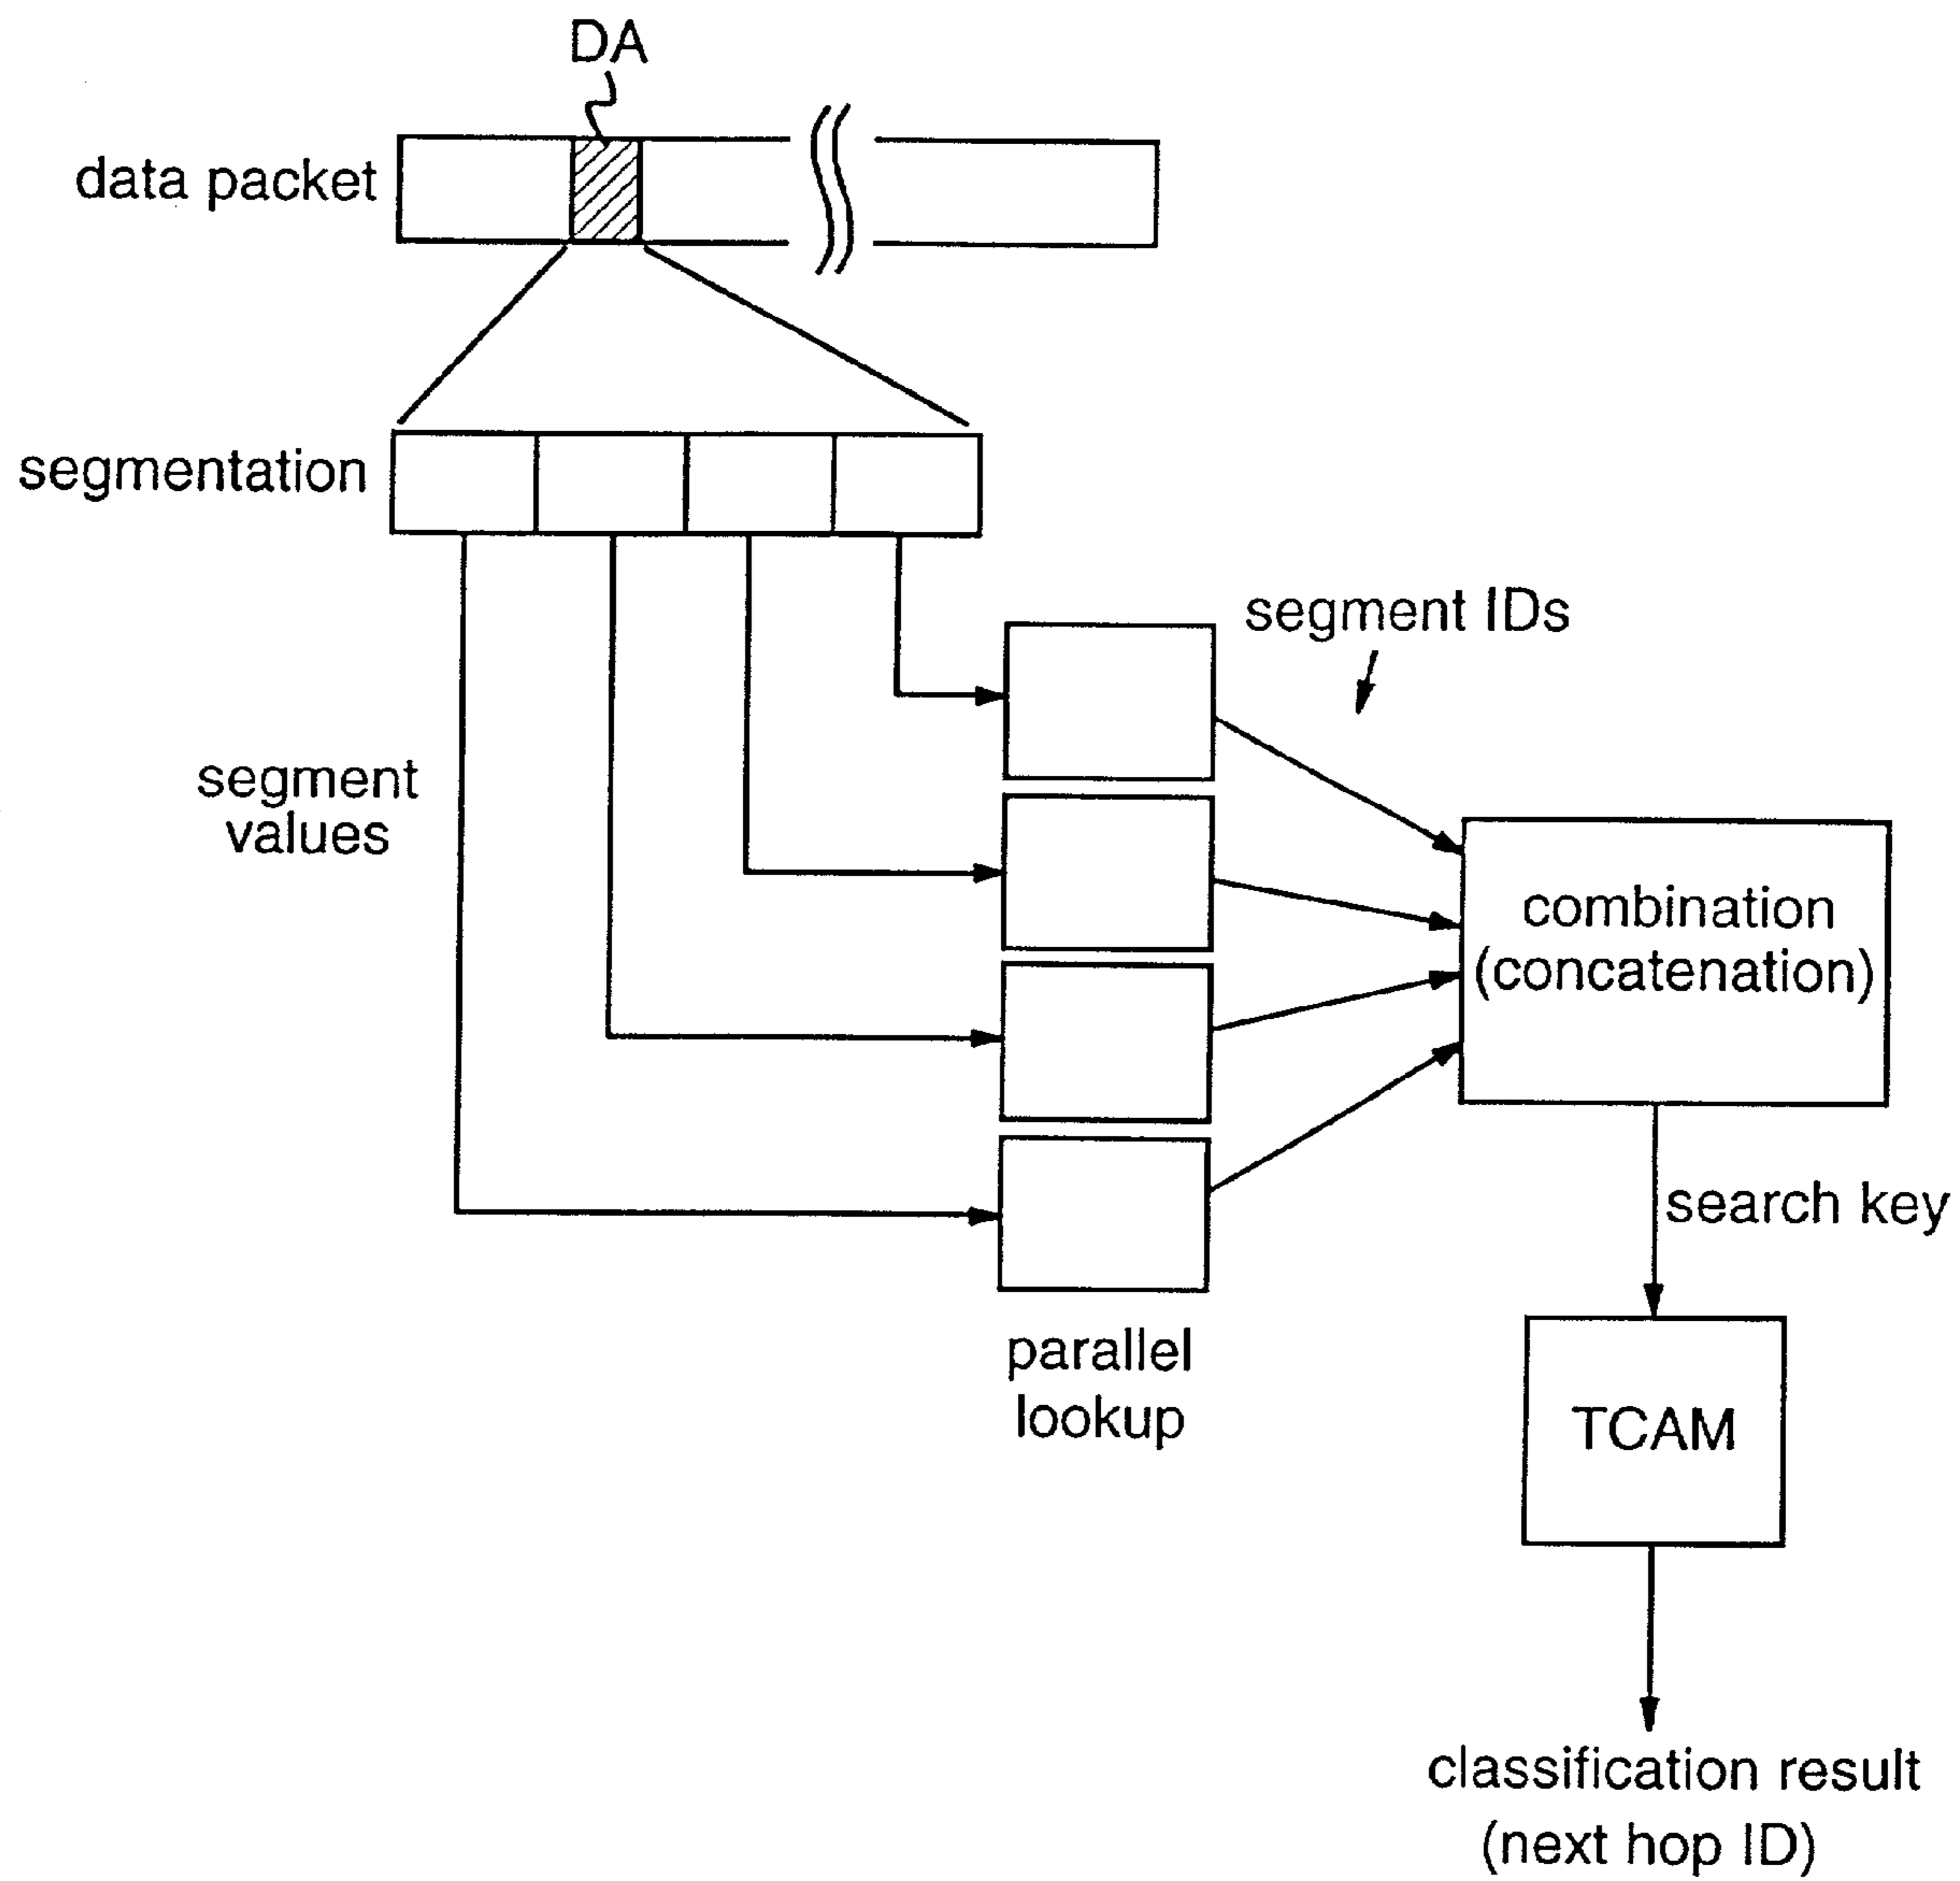 DA
data packet
segmentation
segment IDs
segment
values
combination
(concatenation)
search key
parallel
lookup
TCAM
classification result
(next hop ID)